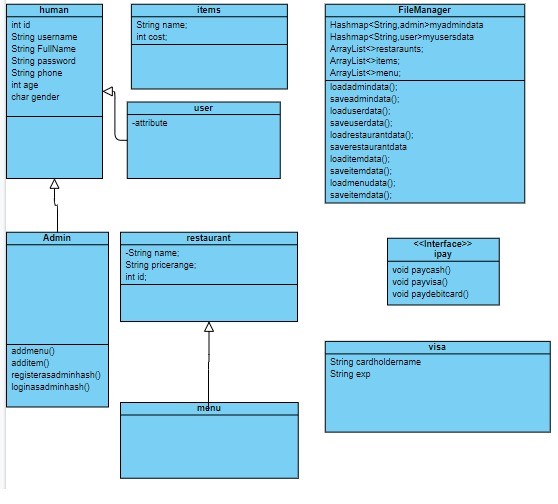 human
int id
String username
String FullName
String password
String phone
int age
char gender
items
String name;
int cost;
user
-attribute
FileManager
Hashmap<String,admin>myadmindata
Hashmap<String,user>myusersdata
ArrayList<>restaraunts;
ArrayList<>items;
ArrayList<>menu;
loadadmindata();
saveadmindata();
loaduserdata();
saveuserdata();
loadrestaurantdata();
saverestaurantdata
loaditemdata();
saveitemdata();
loadmenudata();
saveitemdata();
Admin
addmenu()
additem()
registerasadminhash()
loginasadminhash()
restaurant
-String name;
String pricerange;
int id;
menu
<<Interface>>
ipay
void paycash()
void payvisa()
void paydebitcard()
visa
String cardholdername
String exp